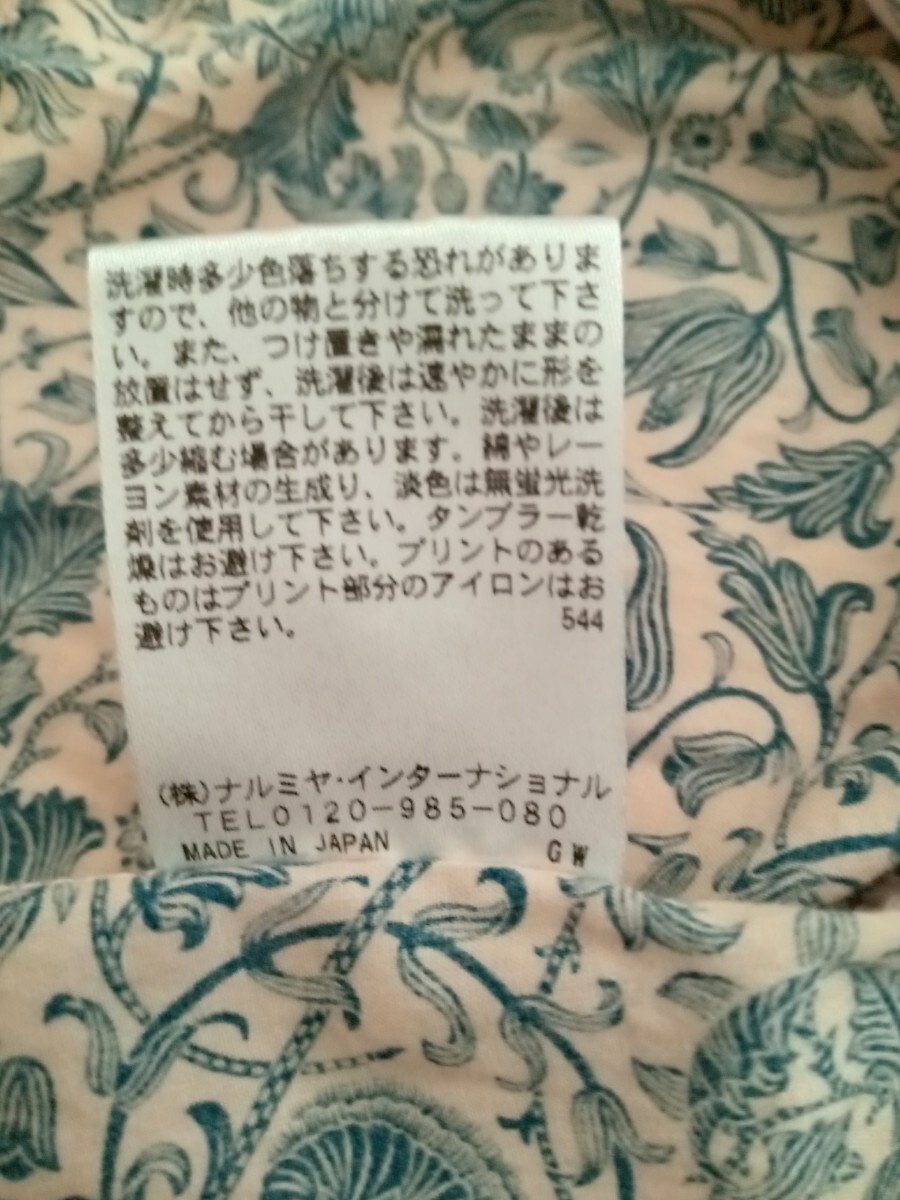 洗濯時多少色落ちする恐れがありま
すので、他の物と分けて洗って下さ
い。また、つけ置きや濡れたままの
放置はせず、洗濯後は速やかに形を
整えてから干して下さい。洗濯後は
多少縮む場合があります。綿やレー
ヨン素材の生成り、淡色は無蛍光洗
剤を使用して下さい。タンブラー乾
燥はお避け下さい。プリントのある
ものはプリント部分のアイロンはお
避け下さい。 544
(株)ナルミヤ・インターナショナル
TEL0120-985-080
MADE IN JAPAN GW